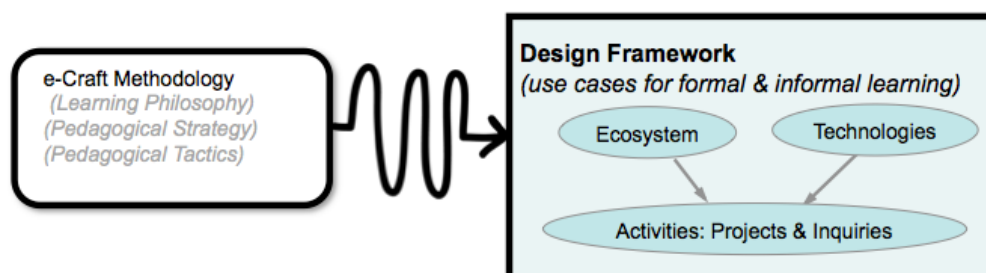 e-Craft Methodology
(Learning Philosophy)
(Pedagogical Strategy)
(Pedagogical Tactics)
Design Framework
(use cases for formal & informal learning)
Ecosystem
Technologies
Activities: Projects & Inquiries